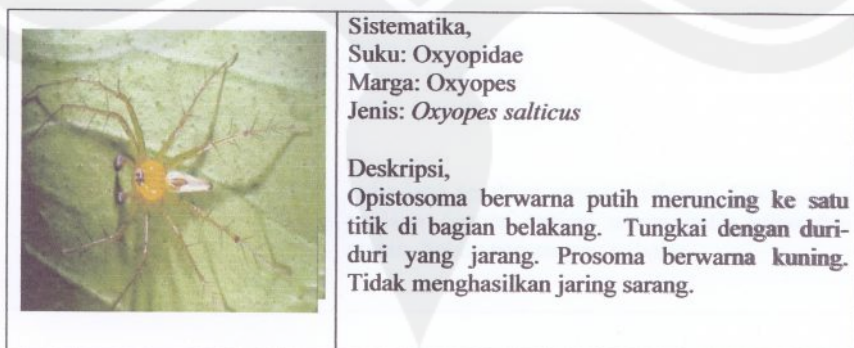 Sistematika,
Suku: Oxyopidae
Marga: Oxyopes
Jenis: Oxyopes salticus
Deskripsi,
Opistosoma berwarna putih meruncing ke satu
titik di bagian belakang. Tungkai dengan duri-
duri yang jarang. Prosoma berwarna kuning.
Tidak menghasilkan jaring sarang.